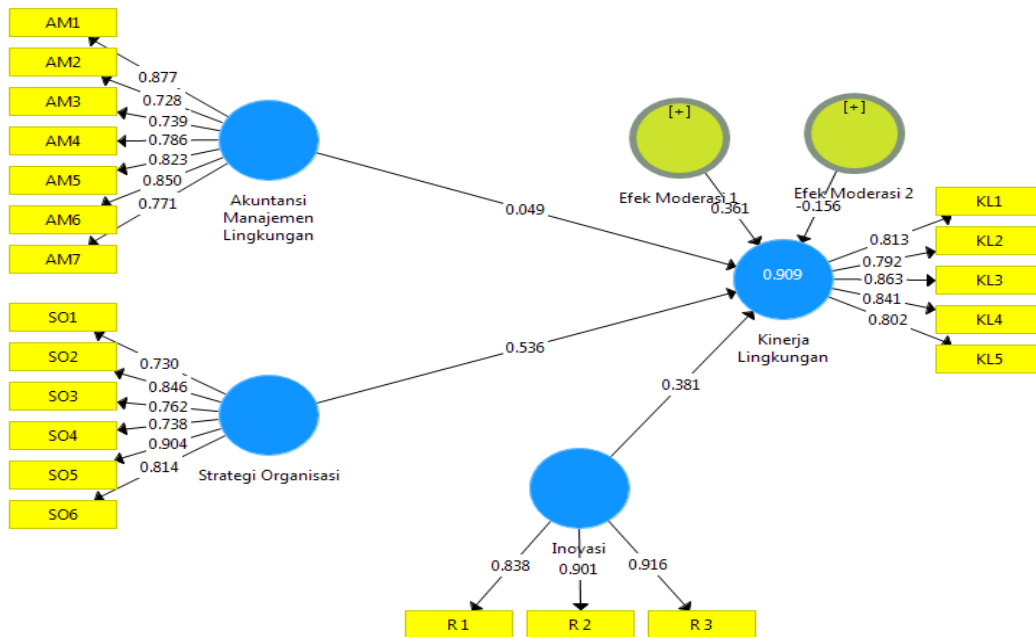 AM1
AM2
AM3
AM4
AM5
AM6
AM7
0.877
0.728
0.739
0.786
0.823
0.850
0.771
Akuntansi
Manajemen
Lingkungan
0.049
[+]
Efek Moderasi 1
0.361
[+]
Efek Moderasi 2
-0.156
KL1
KL2
KL3
KL4
KL5
0.813
0.792
0.863
0.841
0.802
0.909
Kinerja
Lingkungan
SO1
SO2
SO3
SO4
SO5
SO6
0.730
0.846
0.762
0.738
0.904
0.814
Strategi Organisasi
0.536
0.381
Inovasi
0.838
0.901
0.916
R 1
R 2
R 3